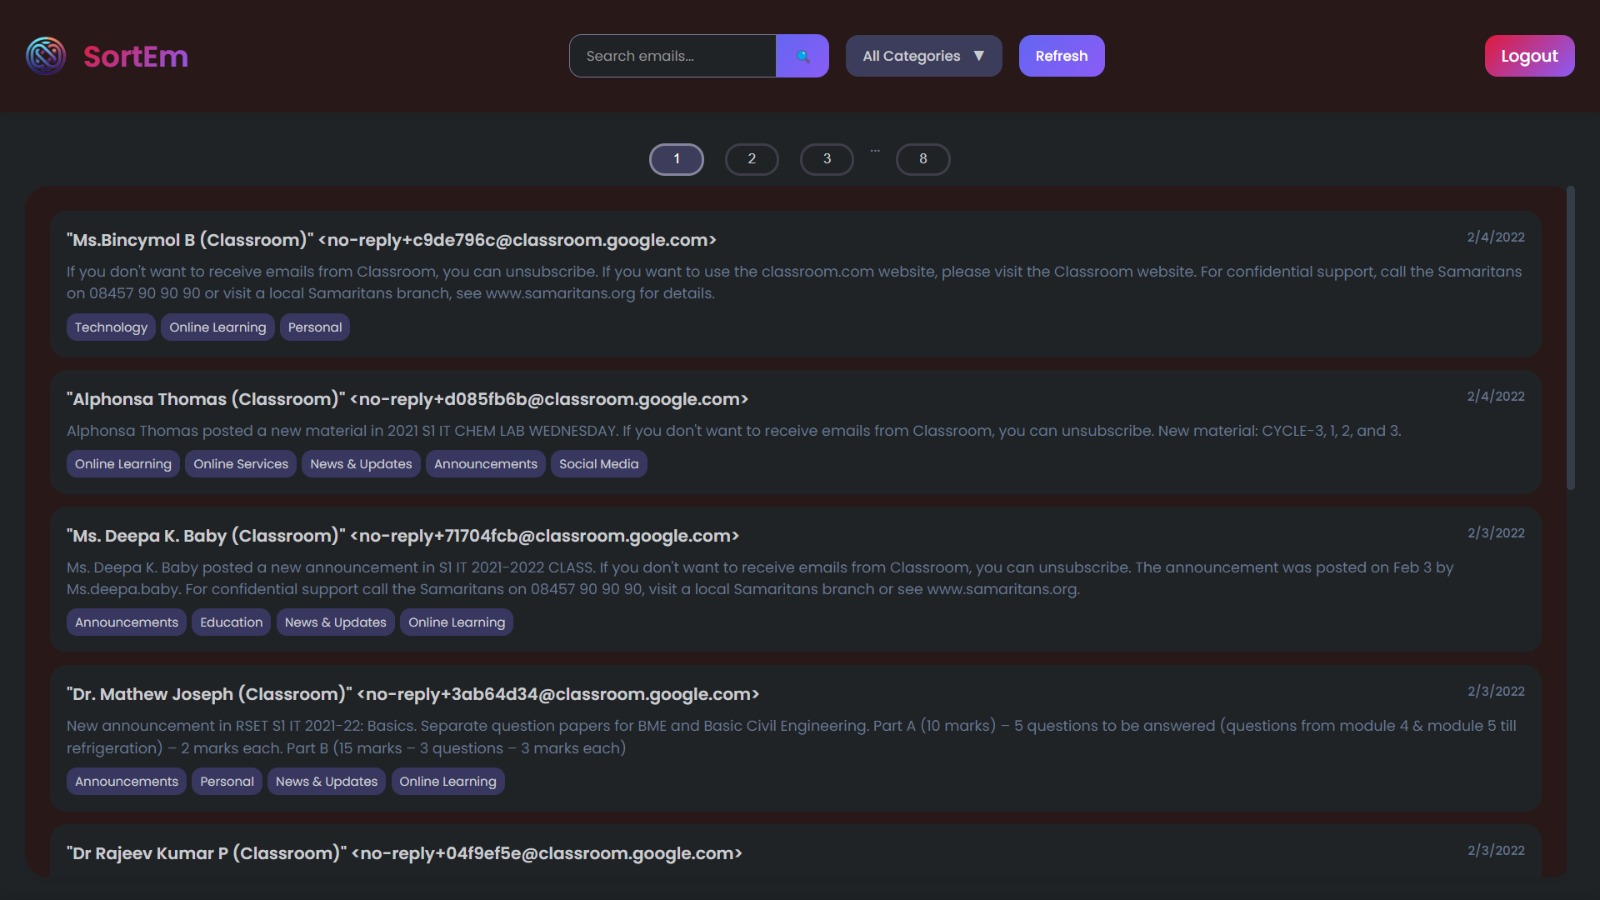 SortEm
Search emails...
All Categories ▼
Refresh
Logout
1 2 3 ... 8
"Ms.Bincymol B (Classroom)" <no-reply+c9de796c@classroom.google.com>
2/4/2022
If you don't want to receive emails from Classroom, you can unsubscribe. If you want to use the classroom.com website, please visit the Classroom website. For confidential support, call the Samaritans
on 08457 90 90 90 or visit a local Samaritans branch, see www.samaritans.org for details.
Technology Online Learning Personal
"Alphonsa Thomas (Classroom)" <no-reply+d085fb6b@classroom.google.com>
2/4/2022
Alphonsa Thomas posted a new material in 2021 S1 IT CHEM LAB WEDNESDAY. If you don't want to receive emails from Classroom, you can unsubscribe. New material: CYCLE-3, 1, 2, and 3.
Online Learning Online Services News & Updates Announcements Social Media
"Ms. Deepa K. Baby (Classroom)" <no-reply+71704fcb@classroom.google.com>
2/3/2022
Ms. Deepa K. Baby posted a new announcement in S1 IT 2021-2022 CLASS. If you don't want to receive emails from Classroom, you can unsubscribe. The announcement was posted on Feb 3 by
Ms.deepa.baby. For confidential support call the Samaritans on 08457 90 90 90, visit a local Samaritans branch or see www.samaritans.org.
Announcements Education News & Updates Online Learning
"Dr. Mathew Joseph (Classroom)" <no-reply+3ab64d34@classroom.google.com>
2/3/2022
New announcement in RSET S1 IT 2021-22: Basics. Separate question papers for BME and Basic Civil Engineering. Part A (10 marks) – 5 questions to be answered (questions from module 4 & module 5 till
refrigeration) – 2 marks each. Part B (15 marks – 3 questions – 3 marks each)
Announcements Personal News & Updates Online Learning
"Dr Rajeev Kumar P (Classroom)" <no-reply+04f9ef5e@classroom.google.com>
2/3/2022